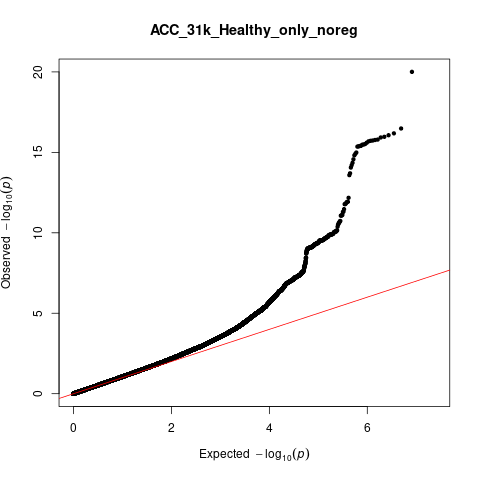 ACC_31k_Healthy_only_noreg
20
15
10
5
0
Observed −log10(p)
0 2 4 6
Expected −log10(p)